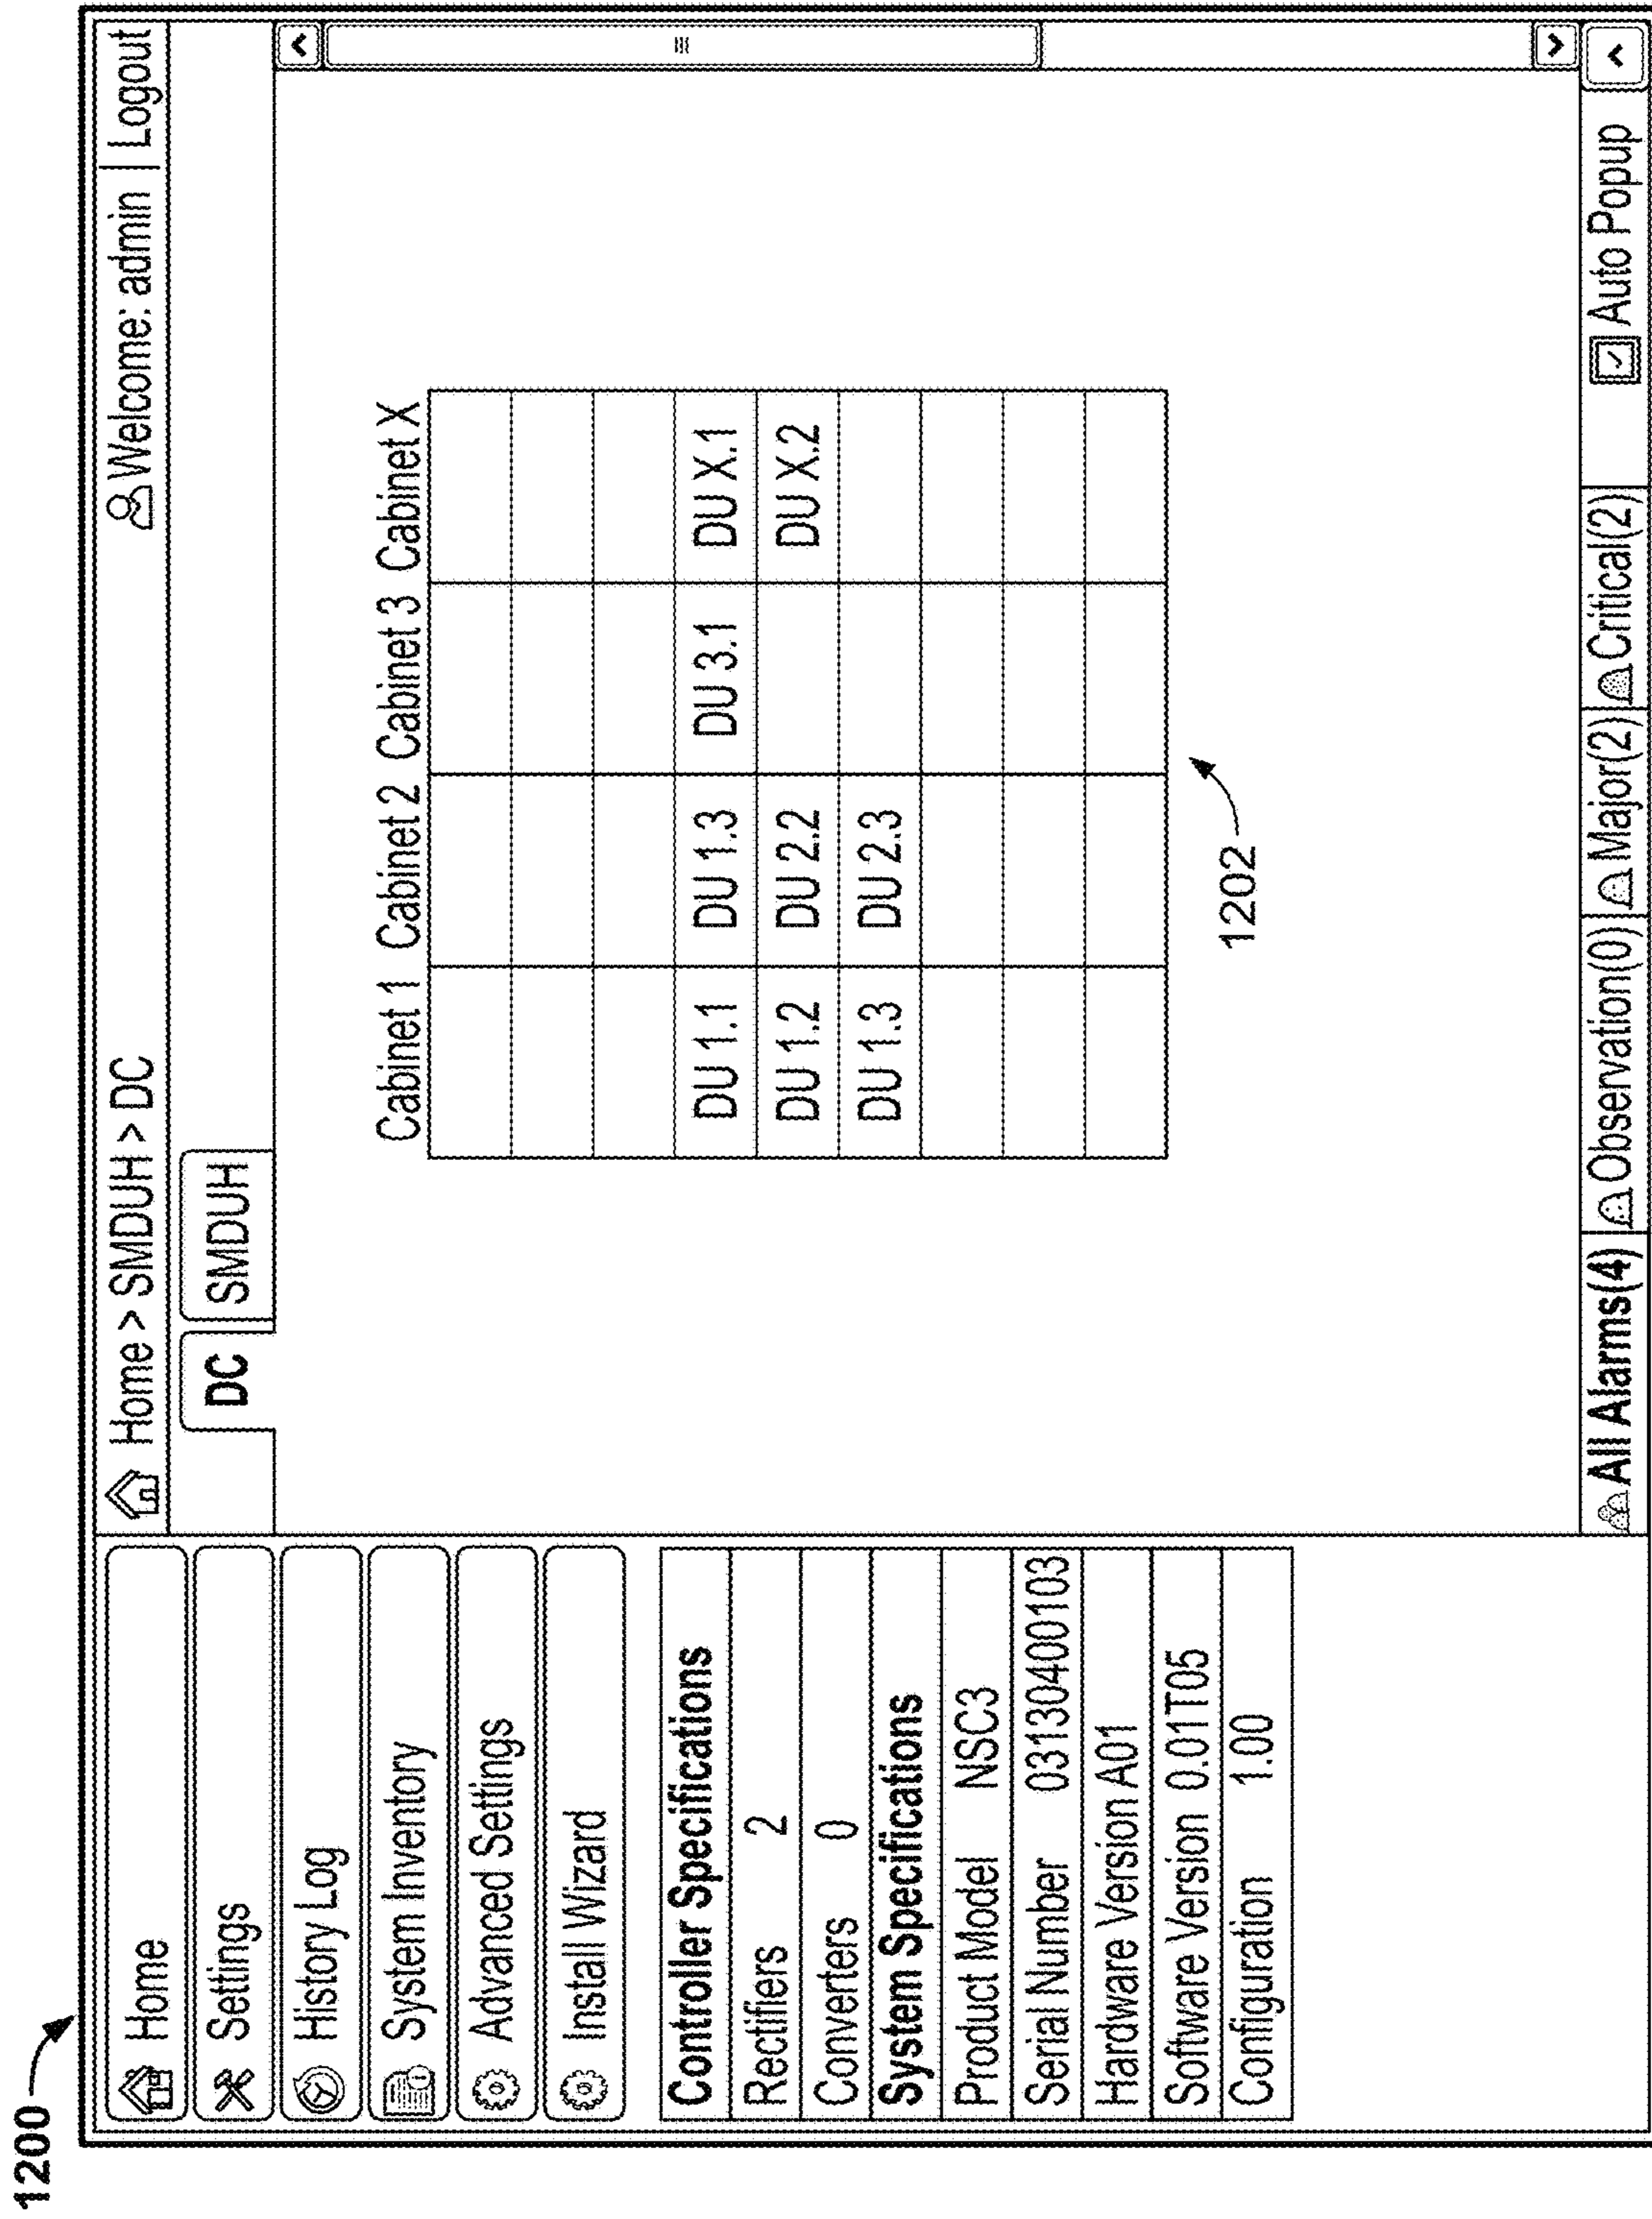 1200
Home
Settings
History Log
System Inventory
Advanced Settings
Install Wizard
Controller Specifications
Rectifiers 2
Converters 0
System Specifications
Product Model NSC3
Serial Number 03130400103
Hardware Version A01
Software Version 0.01T05
Configuration 1.00
Home > SMDUH > DC
Welcome: admin | Logout
DC SMDUH
Cabinet 1 Cabinet 2 Cabinet 3 Cabinet X
DU 1.1 DU 1.3 DU 3.1 DU X.1
DU 1.2 DU 2.2 DU X.2
DU 1.3 DU 2.3
1202
All Alarms(4) Observation(0) Major(2) Critical(2) Auto Popup